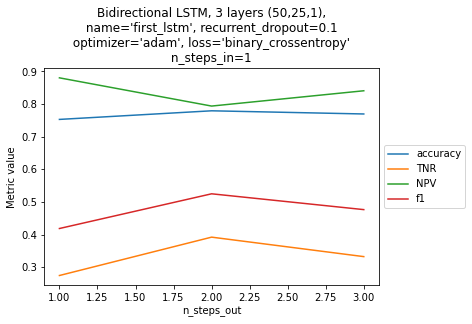 Bidirectional LSTM, 3 layers (50,25,1),
name='first_lstm', recurrent_dropout=0.1
optimizer='adam', loss='binary_crossentropy'
n_steps_in=1
0.9
0.8
0.7
0.6
0.5
0.4
0.3
Metric value
accuracy
TNR
NPV
f1
1.00 1.25 1.50 1.75 2.00 2.25 2.50 2.75 3.00
n_steps_out